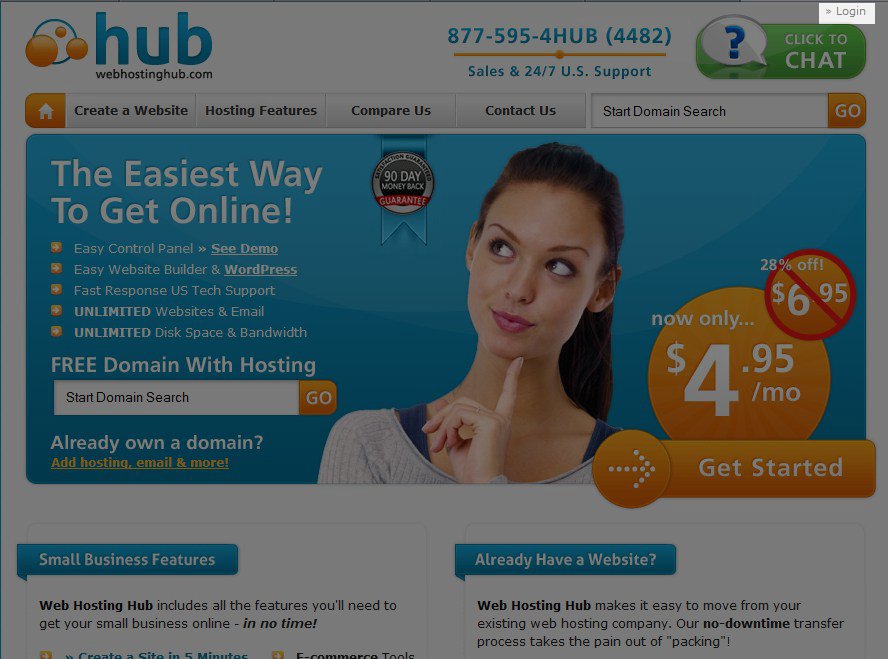 » Login
hub
webhostinghub.com
877-595-4HUB (4482)
Sales & 24/7 U.S. Support
?
CLICK TO
CHAT
Create a Website
Hosting Features
Compare Us
Contact Us
Start Domain Search
GO
The Easiest Way
To Get Online!
SATISFACTION GUARANTEED
90 DAY
MONEY BACK
GUARANTEE
Easy Control Panel » See Demo
Easy Website Builder & WordPress
Fast Response US Tech Support
UNLIMITED Websites & Email
UNLIMITED Disk Space & Bandwidth
FREE Domain With Hosting
Start Domain Search
GO
Already own a domain?
Add hosting, email & more!
28% off!
$6.95
now only...
$4.95
/mo
Get Started
Small Business Features
Web Hosting Hub includes all the features you'll need to
get your small business online - in no time!
» Create a Site in 5 Minutes
E-commerce Tools
Already Have a Website?
Web Hosting Hub makes it easy to move from your
existing web hosting company. Our no-downtime transfer
process takes the pain out of "packing"!